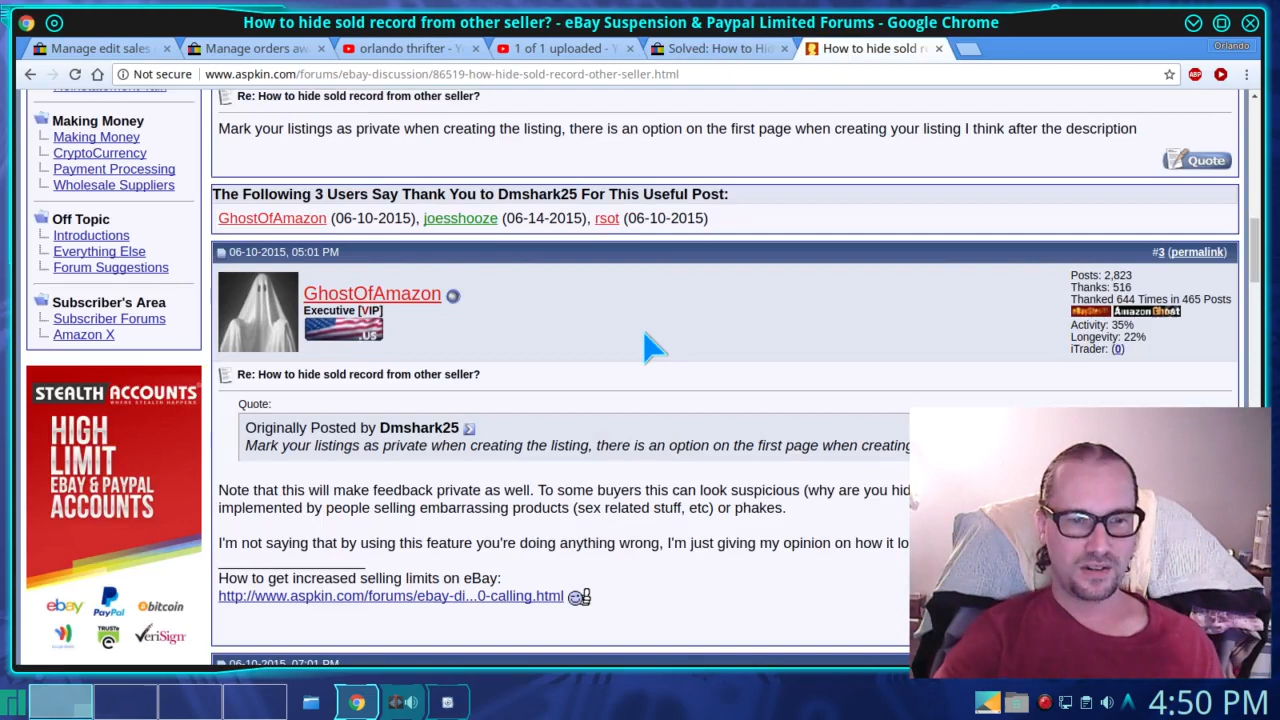 How to hide sold record from other seller? - eBay Suspension & Paypal Limited Forums - Google Chrome
Manage edit sales
Manage orders aw
orlando thrifter - Y
1 of 1 uploaded - Y
Solved: How to Hi
How to hide sold r
Orlando
Not secure www.aspkin.com/forums/ebay-discussion/86519-how-hide-sold-record-other-seller.html
ABP
Making Money
Making Money
CryptoCurrency
Payment Processing
Wholesale Suppliers
Off Topic
Introductions
Everything Else
Forum Suggestions
Subscriber's Area
Subscriber Forums
Amazon X
STEALTH ACCOUNTS
WHERE STEALTH HAPPENS
HIGH
LIMIT
EBAY & PAYPAL
ACCOUNTS
ebay PayPal bitcoin
TRUSTe VeriSign
Re: How to hide sold record from other seller?
Mark your listings as private when creating the listing, there is an option on the first page when creating your listing I think after the description
Quote
The Following 3 Users Say Thank You to Dmshark25 For This Useful Post:
GhostOfAmazon (06-10-2015), joesshooze (06-14-2015), rsot (06-10-2015)
06-10-2015, 05:01 PM #3 (permalink)
GhostOfAmazon
Executive [VIP]
.US
Posts: 2,823
Thanks: 516
Thanked 644 Times in 465 Posts
Amazon Ghost
Activity: 35%
Longevity: 22%
iTrader: (0)
Re: How to hide sold record from other seller?
Quote:
Originally Posted by Dmshark25
Mark your listings as private when creating the listing, there is an option on the first page when creating
Note that this will make feedback private as well. To some buyers this can look suspicious (why are you hid
implemented by people selling embarrassing products (sex related stuff, etc) or phakes.
I'm not saying that by using this feature you're doing anything wrong, I'm just giving my opinion on how it lo
How to get increased selling limits on eBay:
http://www.aspkin.com/forums/ebay-di...0-calling.html
06-10-2015, 07:01 PM
4:50 PM